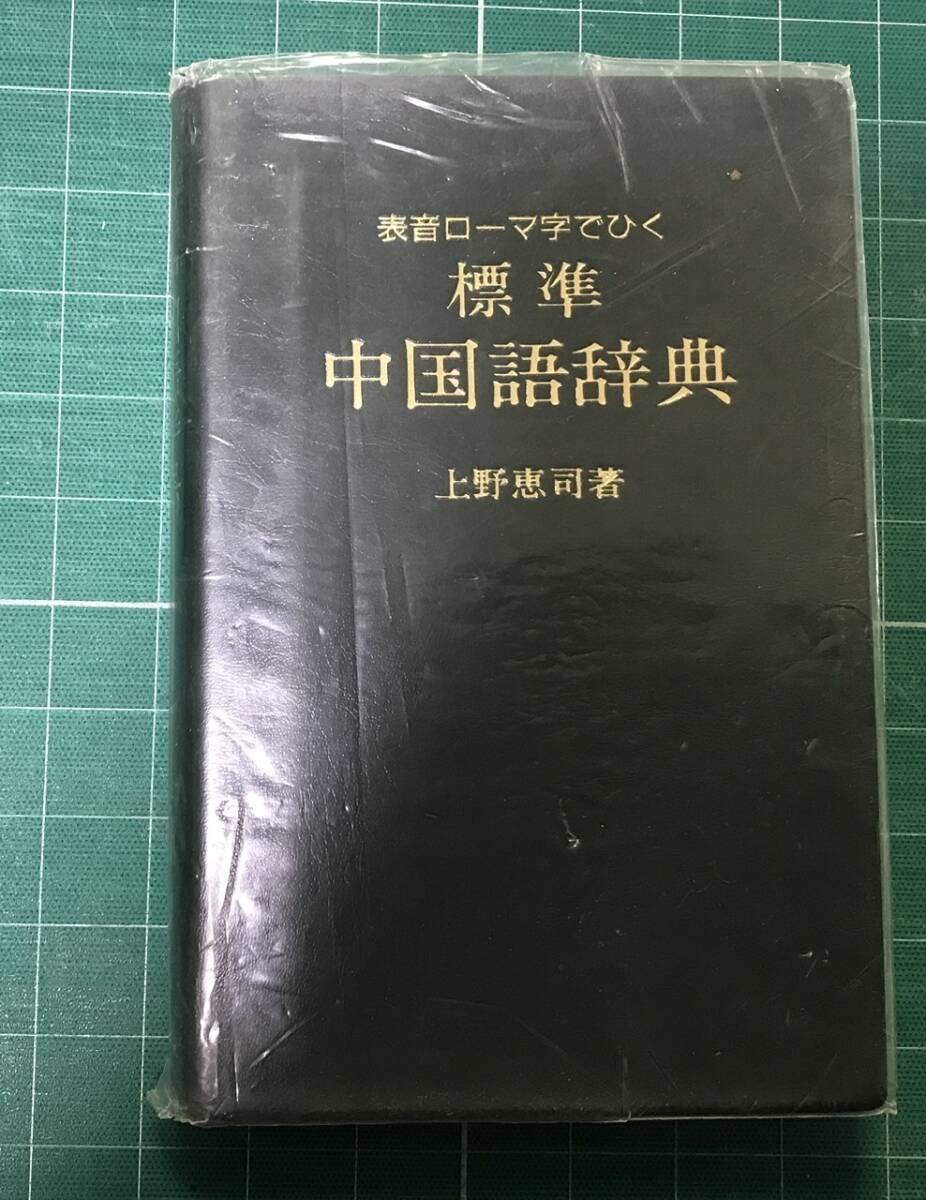 表音ローマ字でひく
標準
中国語辞典
上野恵司著